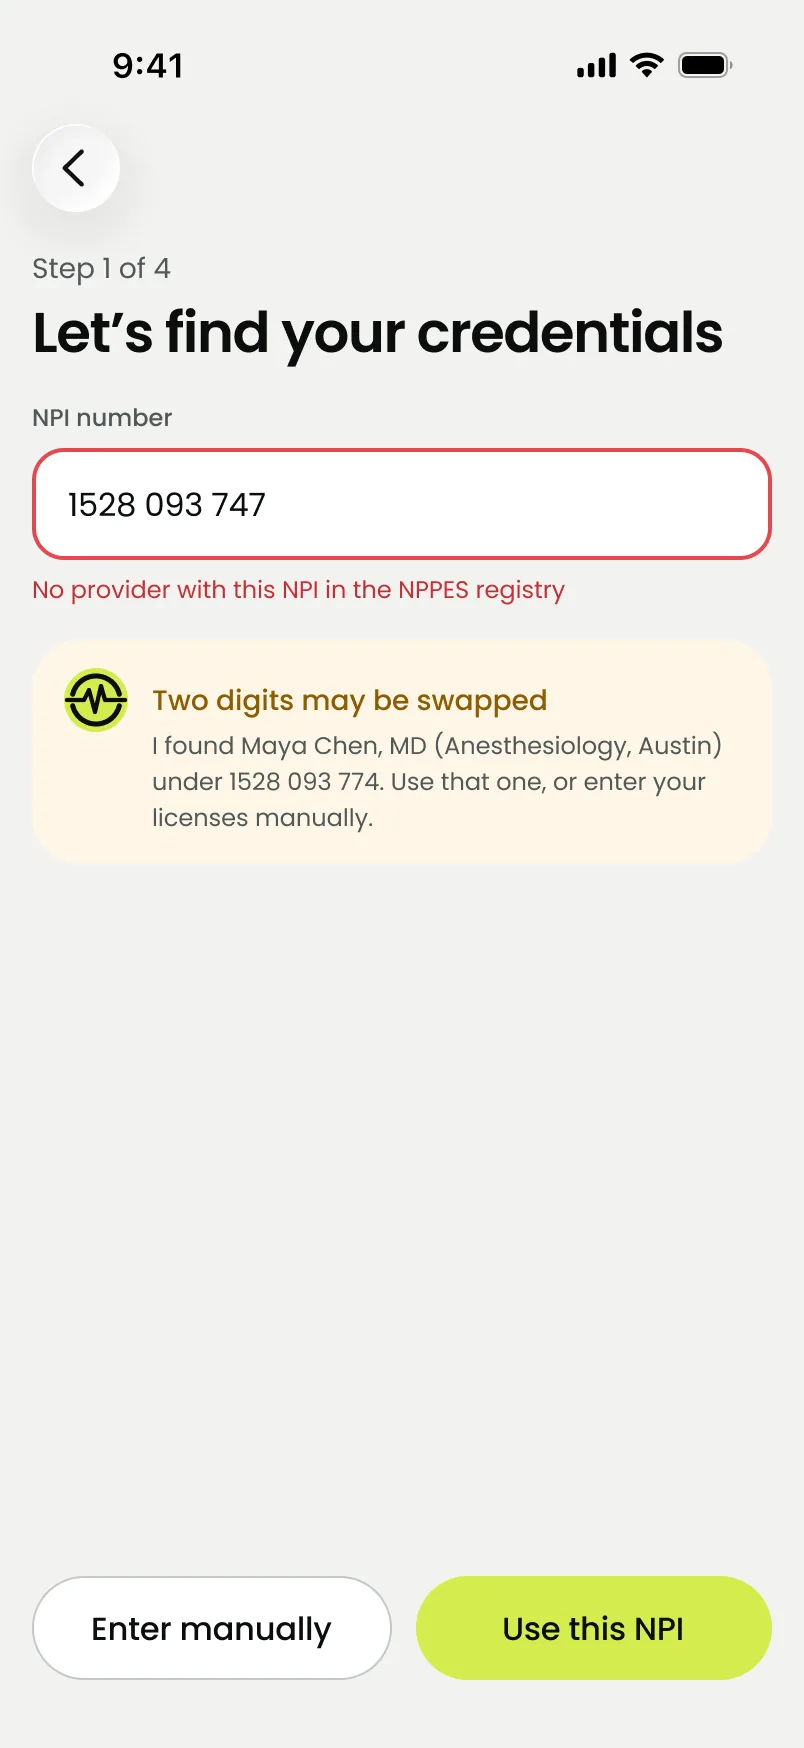 9:41
Step 1 of 4
Let’s find your credentials
NPI number
1528 093 747
No provider with this NPI in the NPPES registry
Two digits may be swapped
I found Maya Chen, MD (Anesthesiology, Austin)
under 1528 093 774. Use that one, or enter your
licenses manually.
Enter manually
Use this NPI